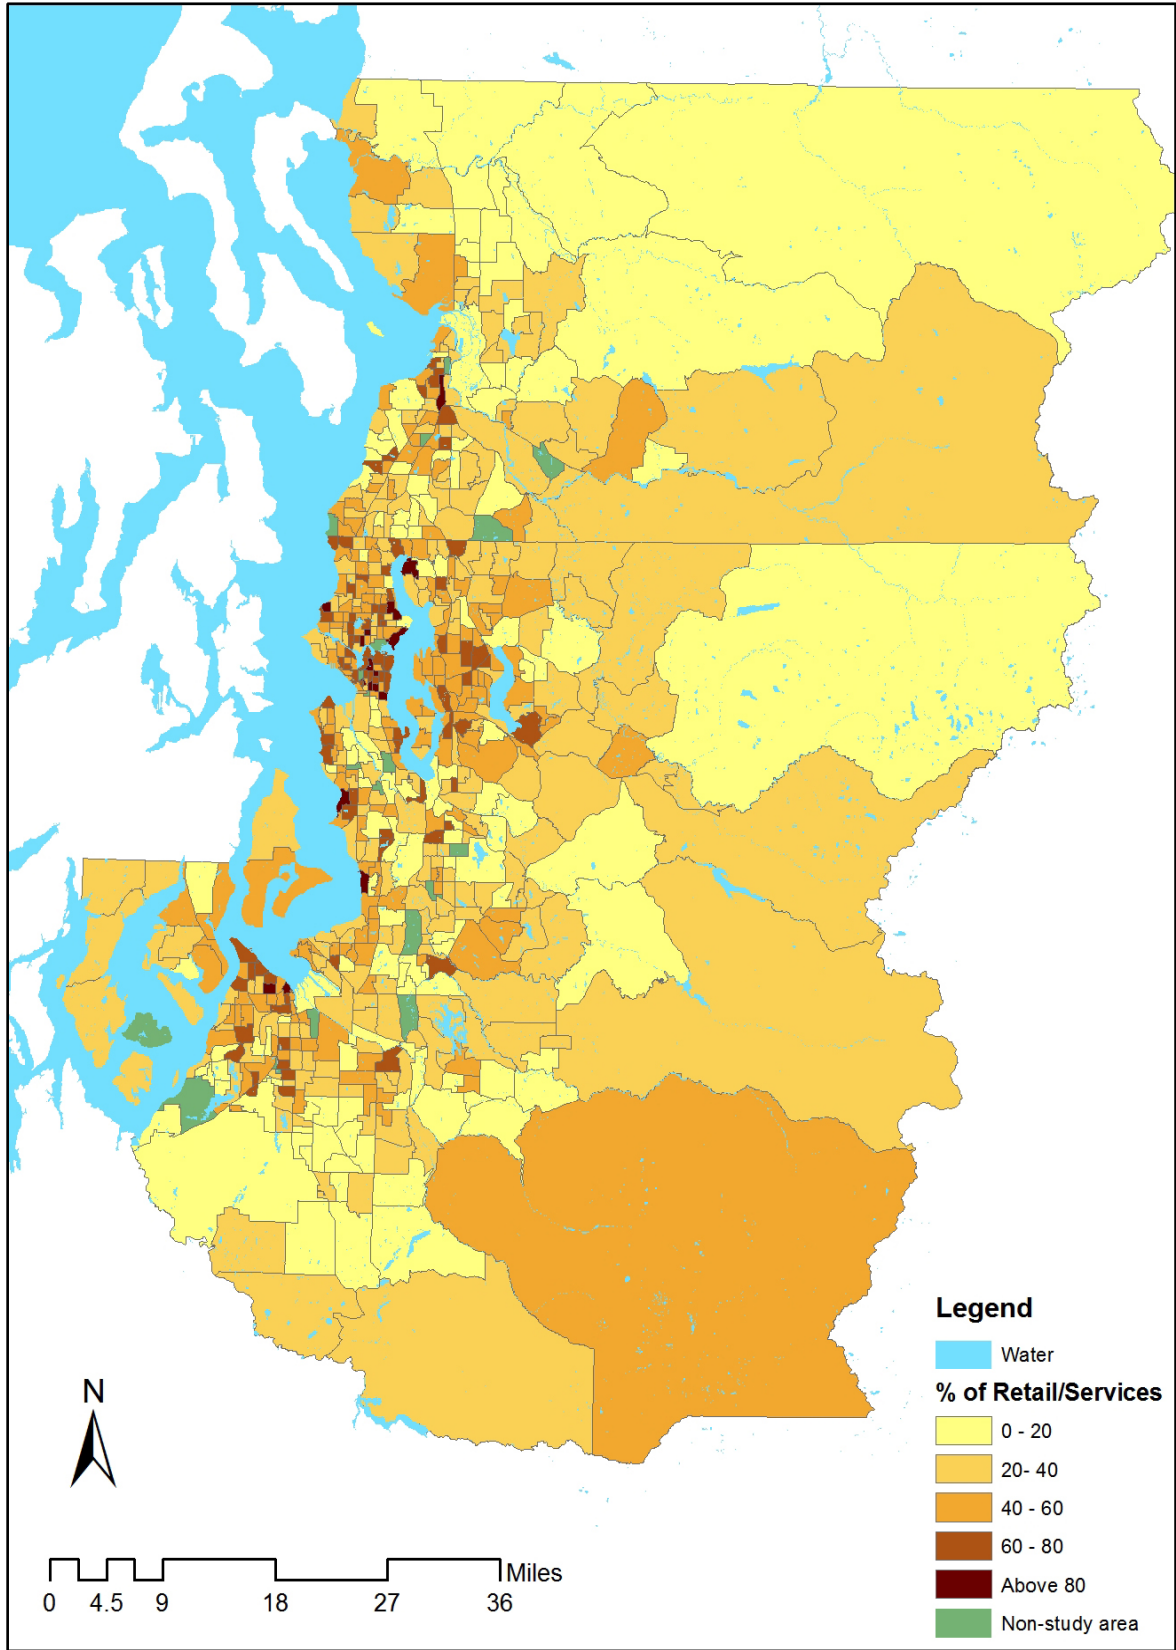 Legend
Water
% of Retail/Services
0 - 20
20- 40
40 - 60
60 - 80
Above 80
Non-study area
N
Miles
0 4.5 9 18 27 36